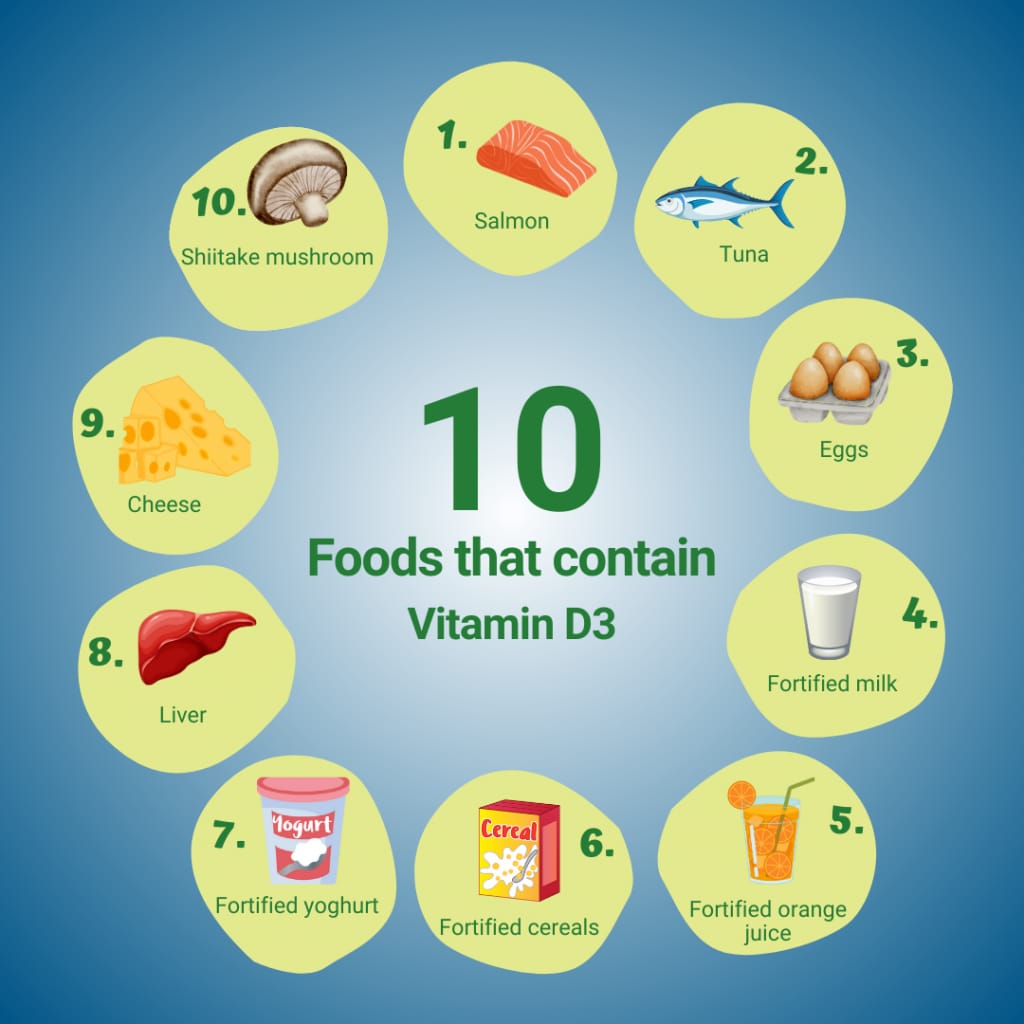 10
Foods that contain
Vitamin D3
1.
Salmon
2.
Tuna
3.
Eggs
4.
Fortified milk
5.
Fortified orange
juice
6.
Cereal
Fortified cereals
7.
Yogurt
Fortified yoghurt
8.
Liver
9.
Cheese
10.
Shiitake mushroom